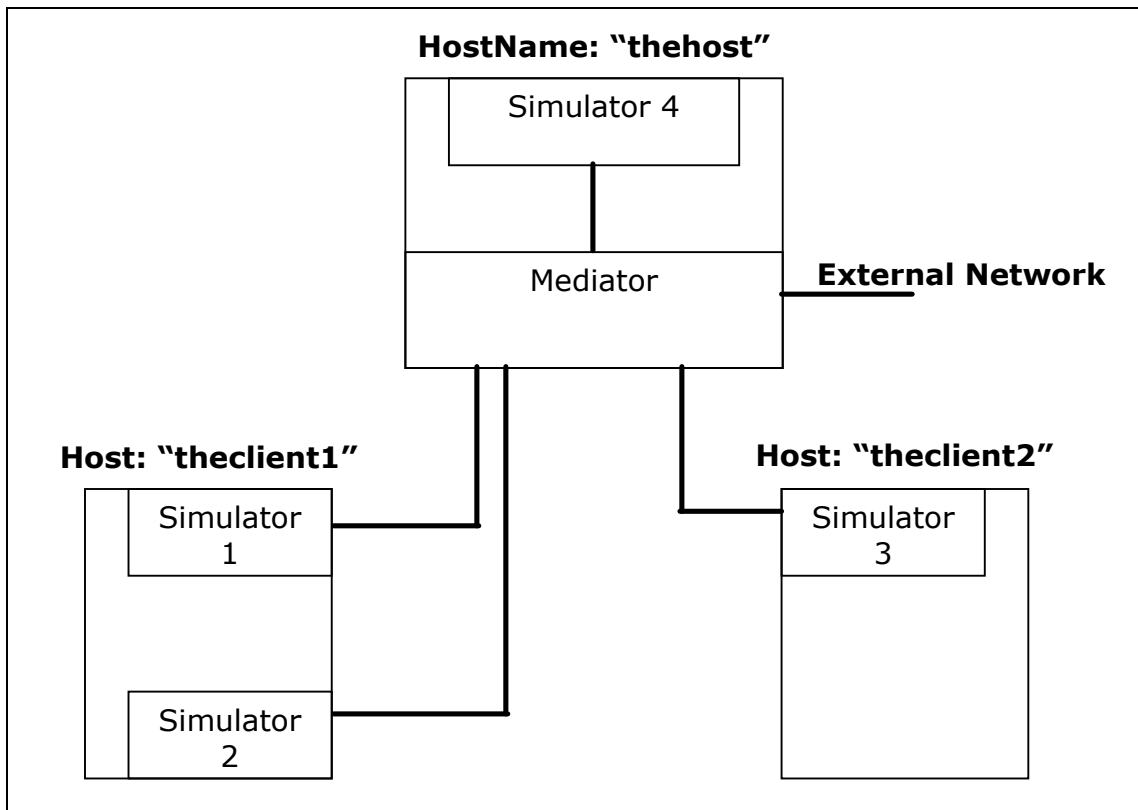 HostName: “thehost”
Simulator 4
Mediator
External Network
Host: “theclient1”
Simulator
1
Simulator
2
Host: “theclient2”
Simulator
3